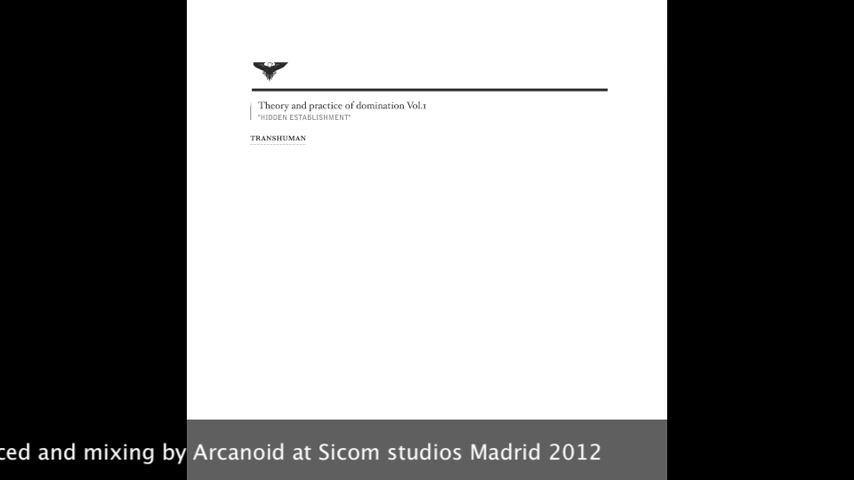 Theory and practice of domination Vol.1
"HIDDEN ESTABLISHMENT"
TRANSHUMAN
ced and mixing by Arcanoid at Sicom studios Madrid 2012